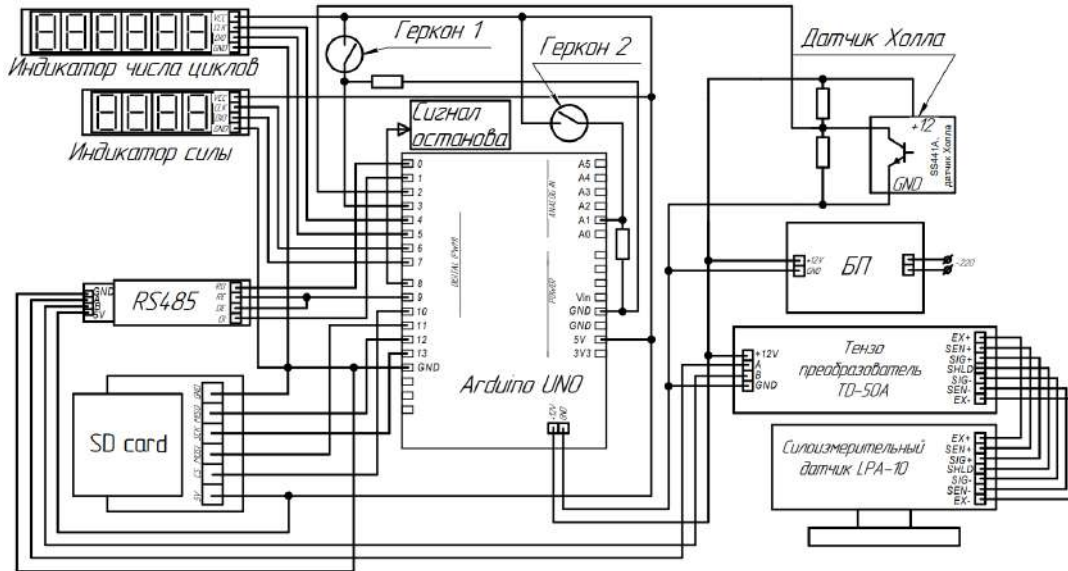 VCC
CLK
DIO
GND
Индикатор числа циклов
VCC
CLK
DIO
GND
Индикатор силы
Геркон 1
Геркон 2
Датчик Холла
Сигнал
останова
+12
SS441A,
датчик Холла
GND
0
1
2
3
4
5
6
7
8
9
10
11
12
13
GND
DIGITAL (PWM)
ANALOG IN
POWER
A5
A4
A3
A2
A1
A0
Vin
GND
GND
5V
3V3
Arduino UNO
+12V
GND
+12V
GND
БП
~220
GND
A
B
5V
RS485
RO
RE
DE
DI
SD card
GND
SCK
CS
5V
+12V
A
B
GND
Тензо
преобразователь
TD-50A
EX+
SEN+
SIG+
SHLD
SIG-
SEN-
EX-
Силоизмерительный
датчик LPA-10
EX+
SEN+
SIG+
SHLD
SIG-
SEN-
EX-